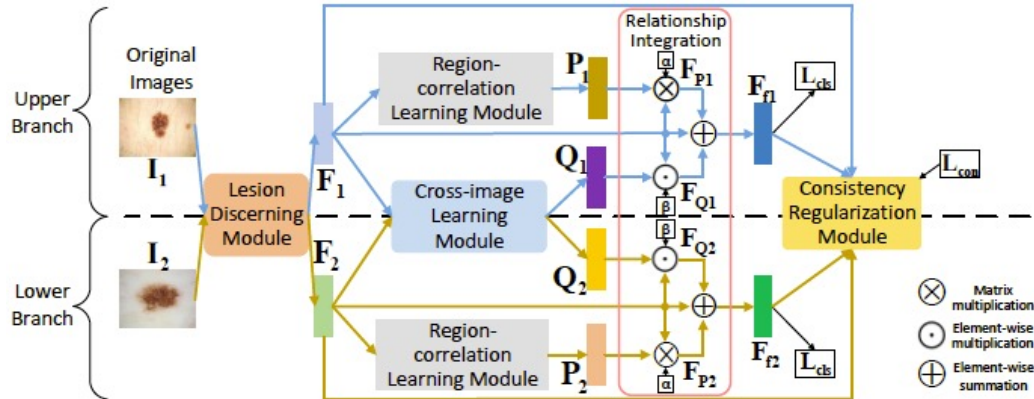 Relationship
Integration
Original
Images
Upper
Branch
I1
Region-
correlation
Learning Module
P1
α
FP1
Ff1
Lcls
F1
Q1
FQ1
β
Lcon
Lesion
Discerning
Module
Cross-image
Learning
Module
Consistency
Regularization
Module
I2
F2
Q2
β
FQ2
Lower
Branch
Region-
correlation
Learning Module
P2
α
FP2
Ff2
Lcls
Matrix
multiplication
Element-wise
multiplication
Element-wise
summation